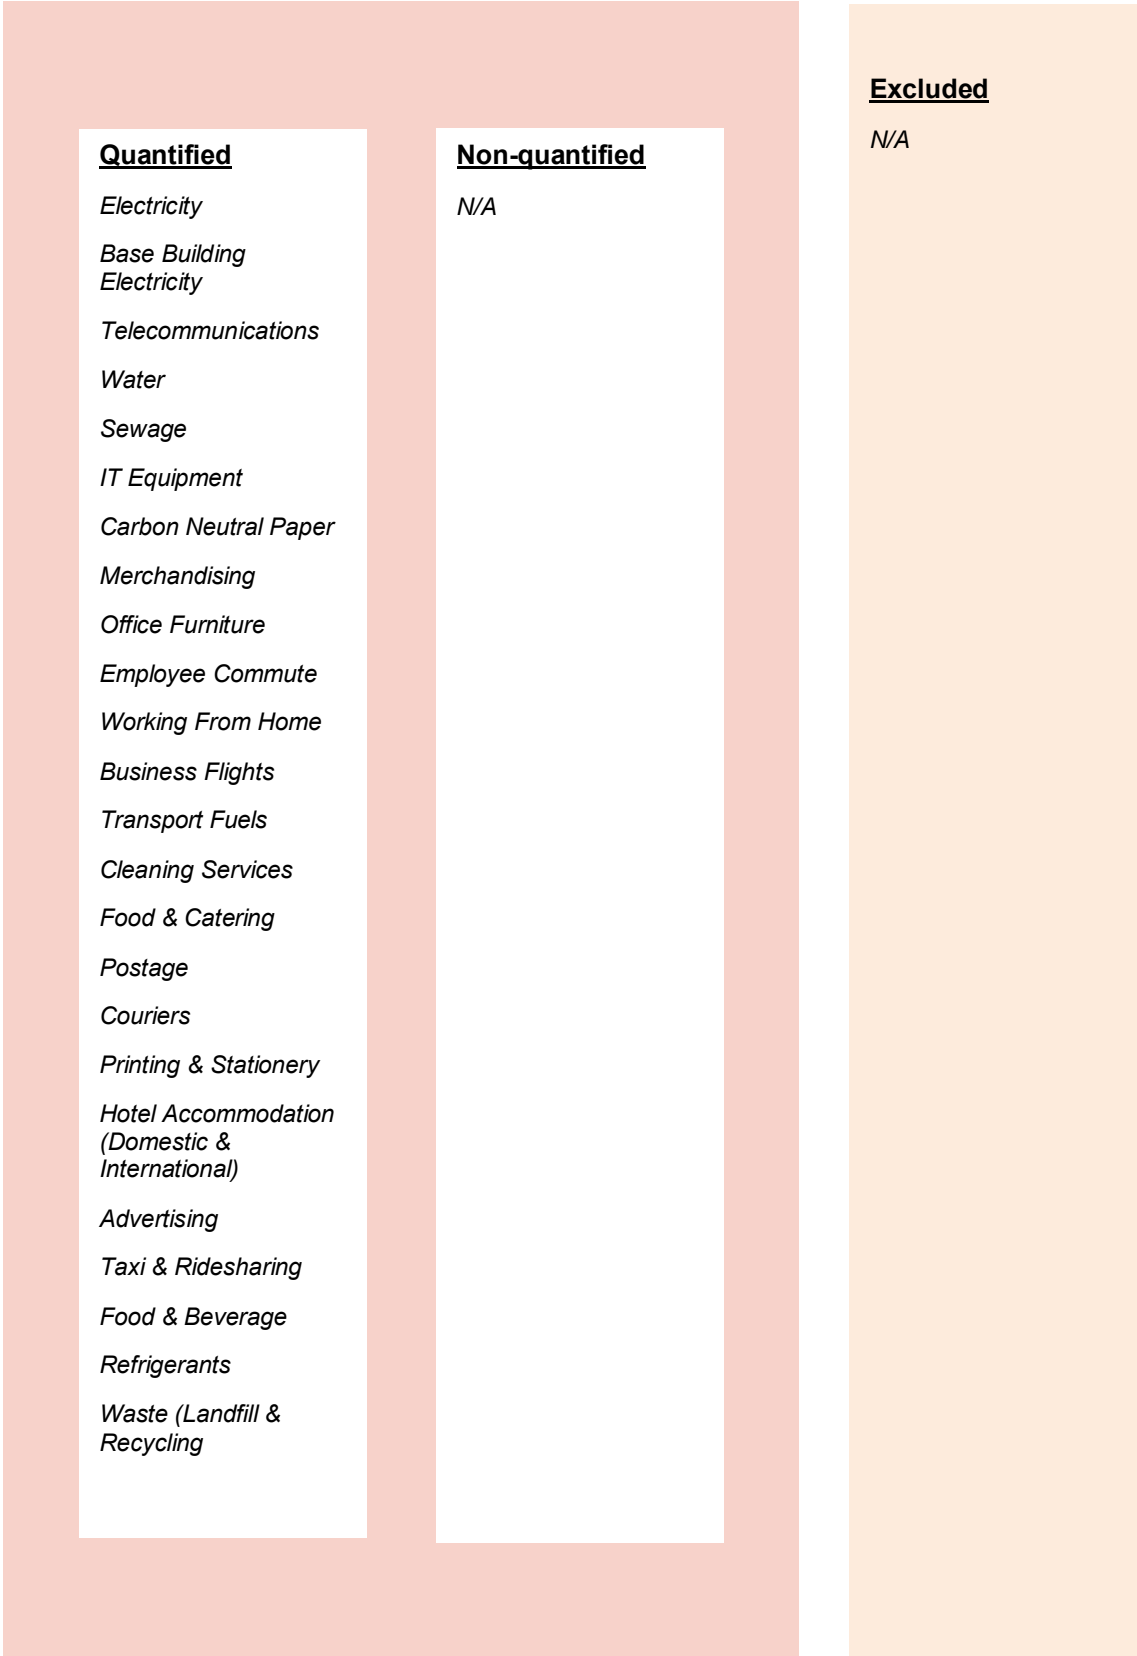 Quantified
Electricity
Base Building
Electricity
Telecommunications
Water
Sewage
IT Equipment
Carbon Neutral Paper
Merchandising
Office Furniture
Employee Commute
Working From Home
Business Flights
Transport Fuels
Cleaning Services
Food & Catering
Postage
Couriers
Printing & Stationery
Hotel Accommodation
(Domestic &
International)
Advertising
Taxi & Ridesharing
Food & Beverage
Refrigerants
Waste (Landfill &
Recycling
Non-quantified
N/A
Excluded
N/A